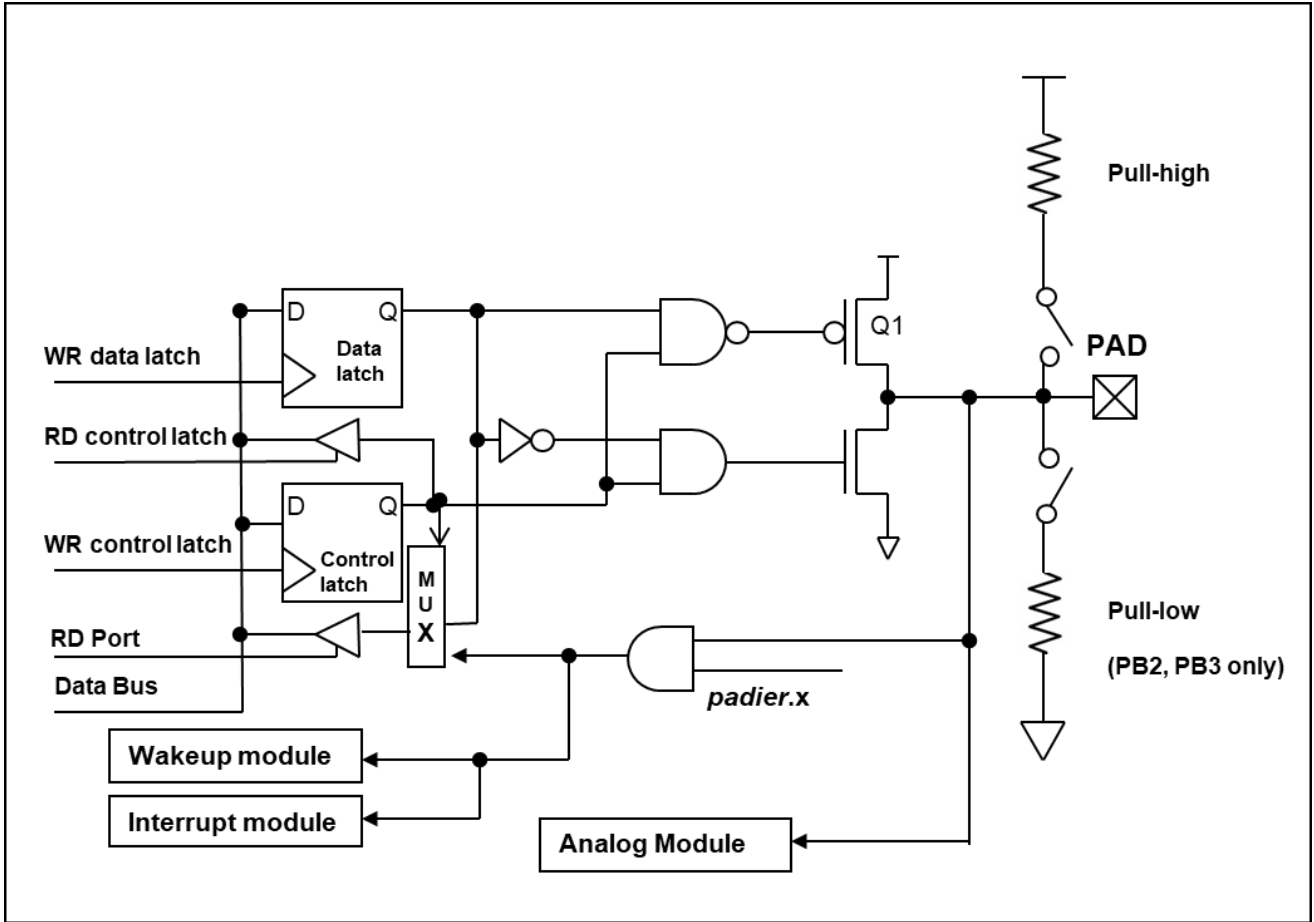 Pull-high
D Q
Q1
Data
latch
PAD
WR data latch
RD control latch
D Q
WR control latch
Control
latch
M
U
X
RD Port
Pull-low
Data Bus
(PB2, PB3 only)
padier.x
Wakeup module
Interrupt module
Analog Module